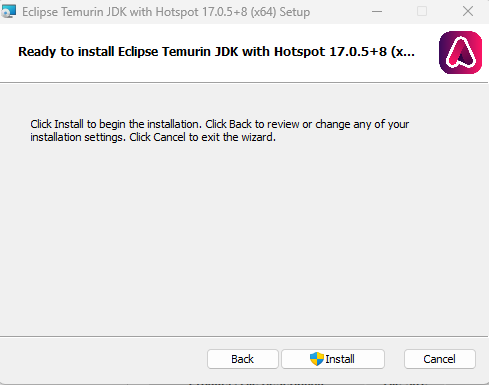 Eclipse Temurin JDK with Hotspot 17.0.5+8 (x64) Setup
Ready to install Eclipse Temurin JDK with Hotspot 17.0.5+8 (x...
Click Install to begin the installation. Click Back to review or change any of your
installation settings. Click Cancel to exit the wizard.
Back
Install
Cancel